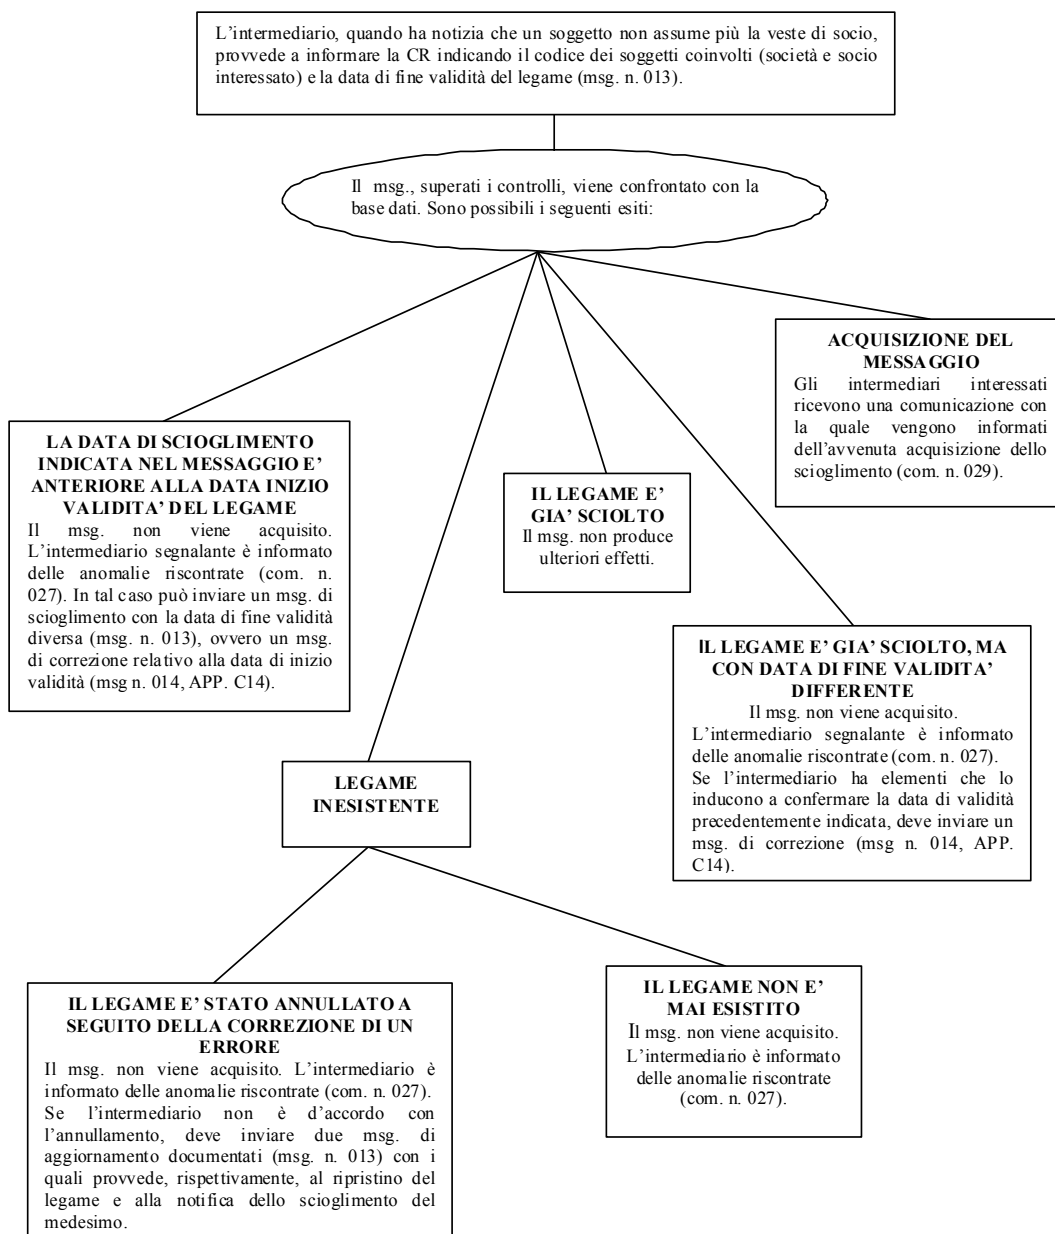 L'intermediario, quando ha notizia che un soggetto non assume più la veste di socio,
provvede a informare la CR indicando il codice dei soggetti coinvolti (società e socio
interessato) e la data di fine validità del legame (msg. n. 013).
Il msg., superati i controlli, viene confrontato con la
base dati. Sono possibili i seguenti esiti:
ACQUISIZIONE DEL
MESSAGGIO
Gli intermediari interessati
ricevono una comunicazione con
la quale vengono informati
dell'avvenuta acquisizione dello
scioglimento (com. n. 029).
LA DATA DI SCIOGLIMENTO
INDICATA NEL MESSAGGIO E'
ANTERIORE ALLA DATA INIZIO
VALIDITA' DEL LEGAME
Il msg. non viene acquisito.
L'intermediario segnalante è informato
delle anomalie riscontrate (com. n.
027). In tal caso può inviare un msg. di
scioglimento con la data di fine validità
diversa (msg. n. 013), ovvero un msg.
di correzione relativo alla data di inizio
validità (msg n. 014, APP. C14).
IL LEGAME E'
GIA' SCIOLTO
Il msg. non produce
ulteriori effetti.
IL LEGAME E' GIA' SCIOLTO, MA
CON DATA DI FINE VALIDITA'
DIFFERENTE
Il msg. non viene acquisito.
L'intermediario segnalante è informato
delle anomalie riscontrate (com. n. 027).
Se l'intermediario ha elementi che lo
inducono a confermare la data di validità
precedentemente indicata, deve inviare un
msg. di correzione (msg n. 014, APP.
C14).
LEGAME
INESISTENTE
IL LEGAME E' STATO ANNULLATO A
SEGUITO DELLA CORREZIONE DI UN
ERRORE
Il msg. non viene acquisito. L'intermediario è
informato delle anomalie riscontrate (com. n. 027).
Se l'intermediario non è d'accordo con
l'annullamento, deve inviare due msg. di
aggiornamento documentati (msg. n. 013) con i
quali provvede, rispettivamente, al ripristino del
legame e alla notifica dello scioglimento del
medesimo.
IL LEGAME NON E'
MAI ESISTITO
Il msg. non viene acquisito.
L'intermediario è informato
delle anomalie riscontrate
(com. n. 027).